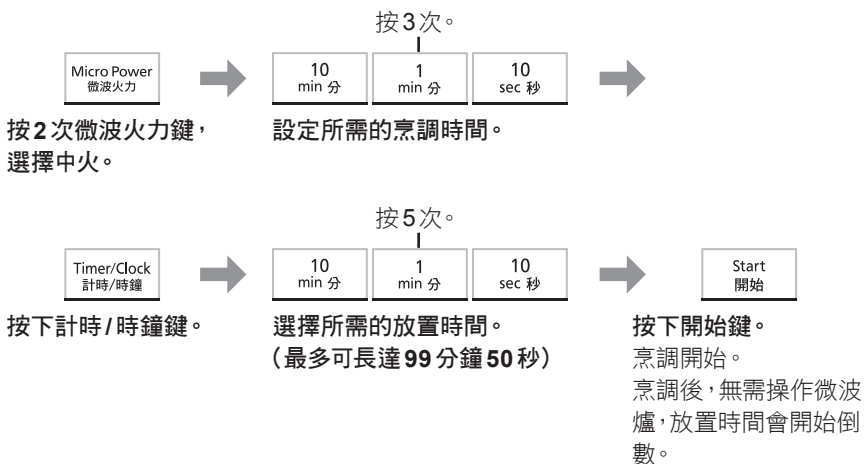 按3次。
Micro Power
微波火力
10
min 分
1
min 分
10
sec 秒
按2次微波火力鍵，
選擇中火。
設定所需的烹調時間。
按5次。
Timer/Clock
計時/時鐘
10
min 分
1
min 分
10
sec 秒
Start
開始
按下計時/時鐘鍵。
選擇所需的放置時間。
（最多可長達99分鐘50秒）
按下開始鍵。
烹調開始。
烹調後，無需操作微波
爐，放置時間會開始倒
數。